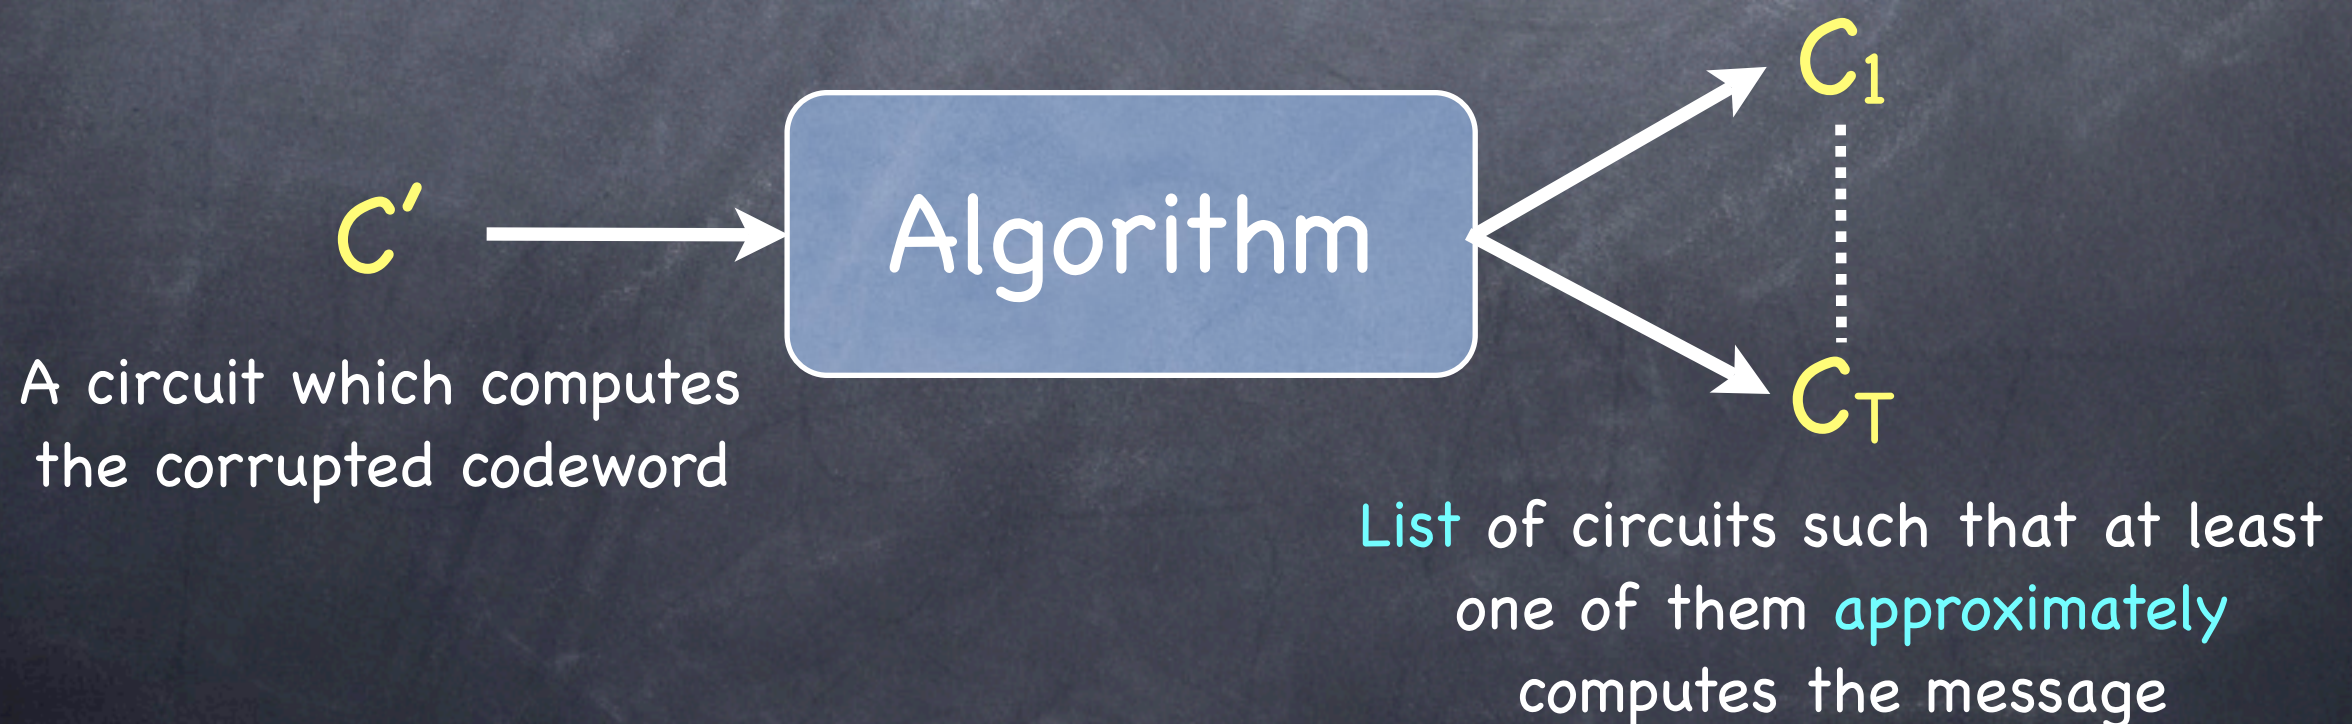 C′
Algorithm
C₁
C_T
A circuit which computes
the corrupted codeword
List of circuits such that at least
one of them approximately
computes the message